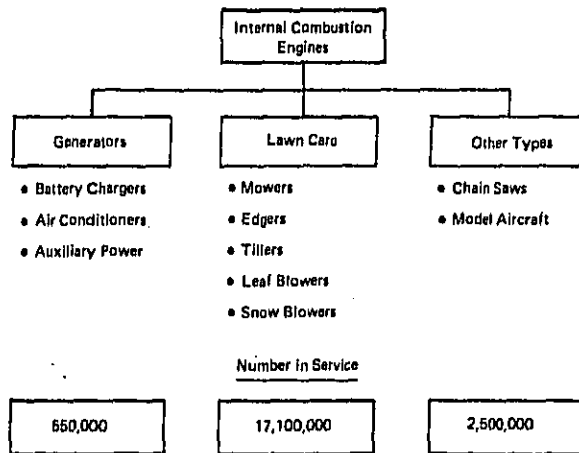 Internal Combustion
Engines
Generators
Lawn Care
Other Types
• Battery Chargers
• Air Conditioners
• Auxiliary Power
• Mowers
• Edgers
• Tillers
• Leaf Blowers
• Snow Blowers
• Chain Saws
• Model Aircraft
Number in Service
550,000
17,100,000
2,500,000